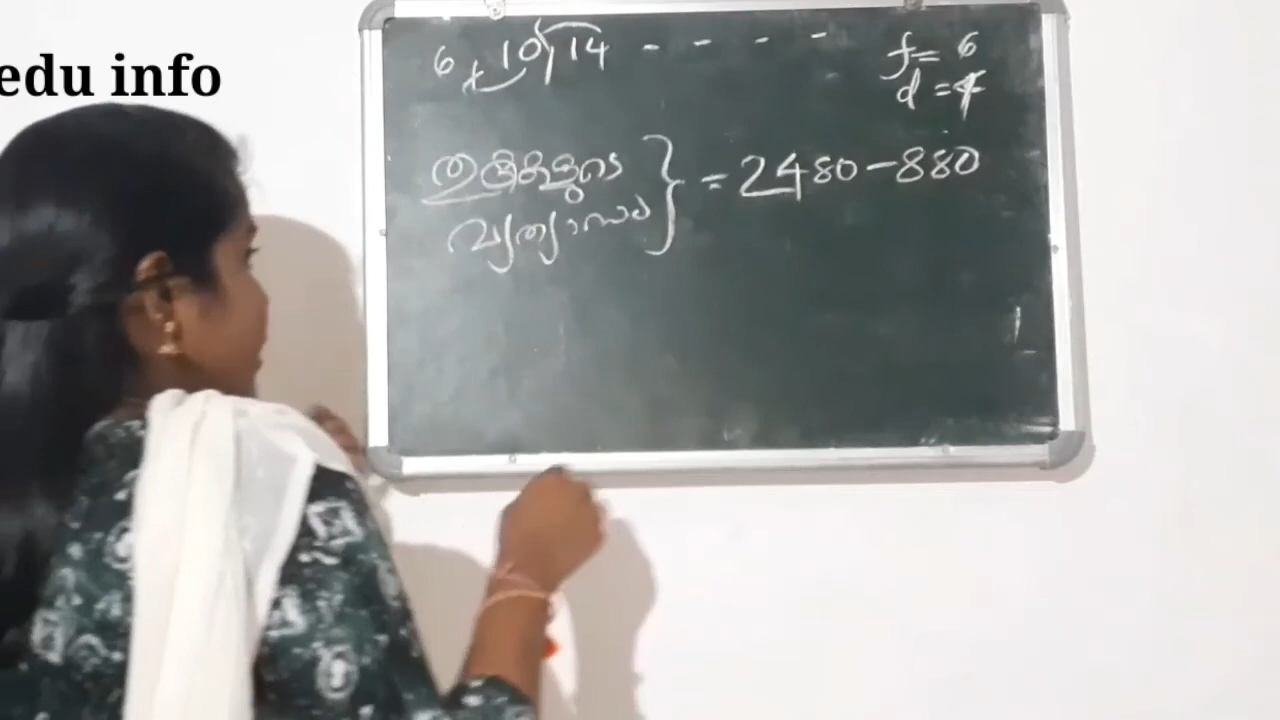 edu info
6, 10, 14 - - - -
f = 6
d = 4
തുകകളുടെ
വ്യത്യാസം } = 2480 - 880